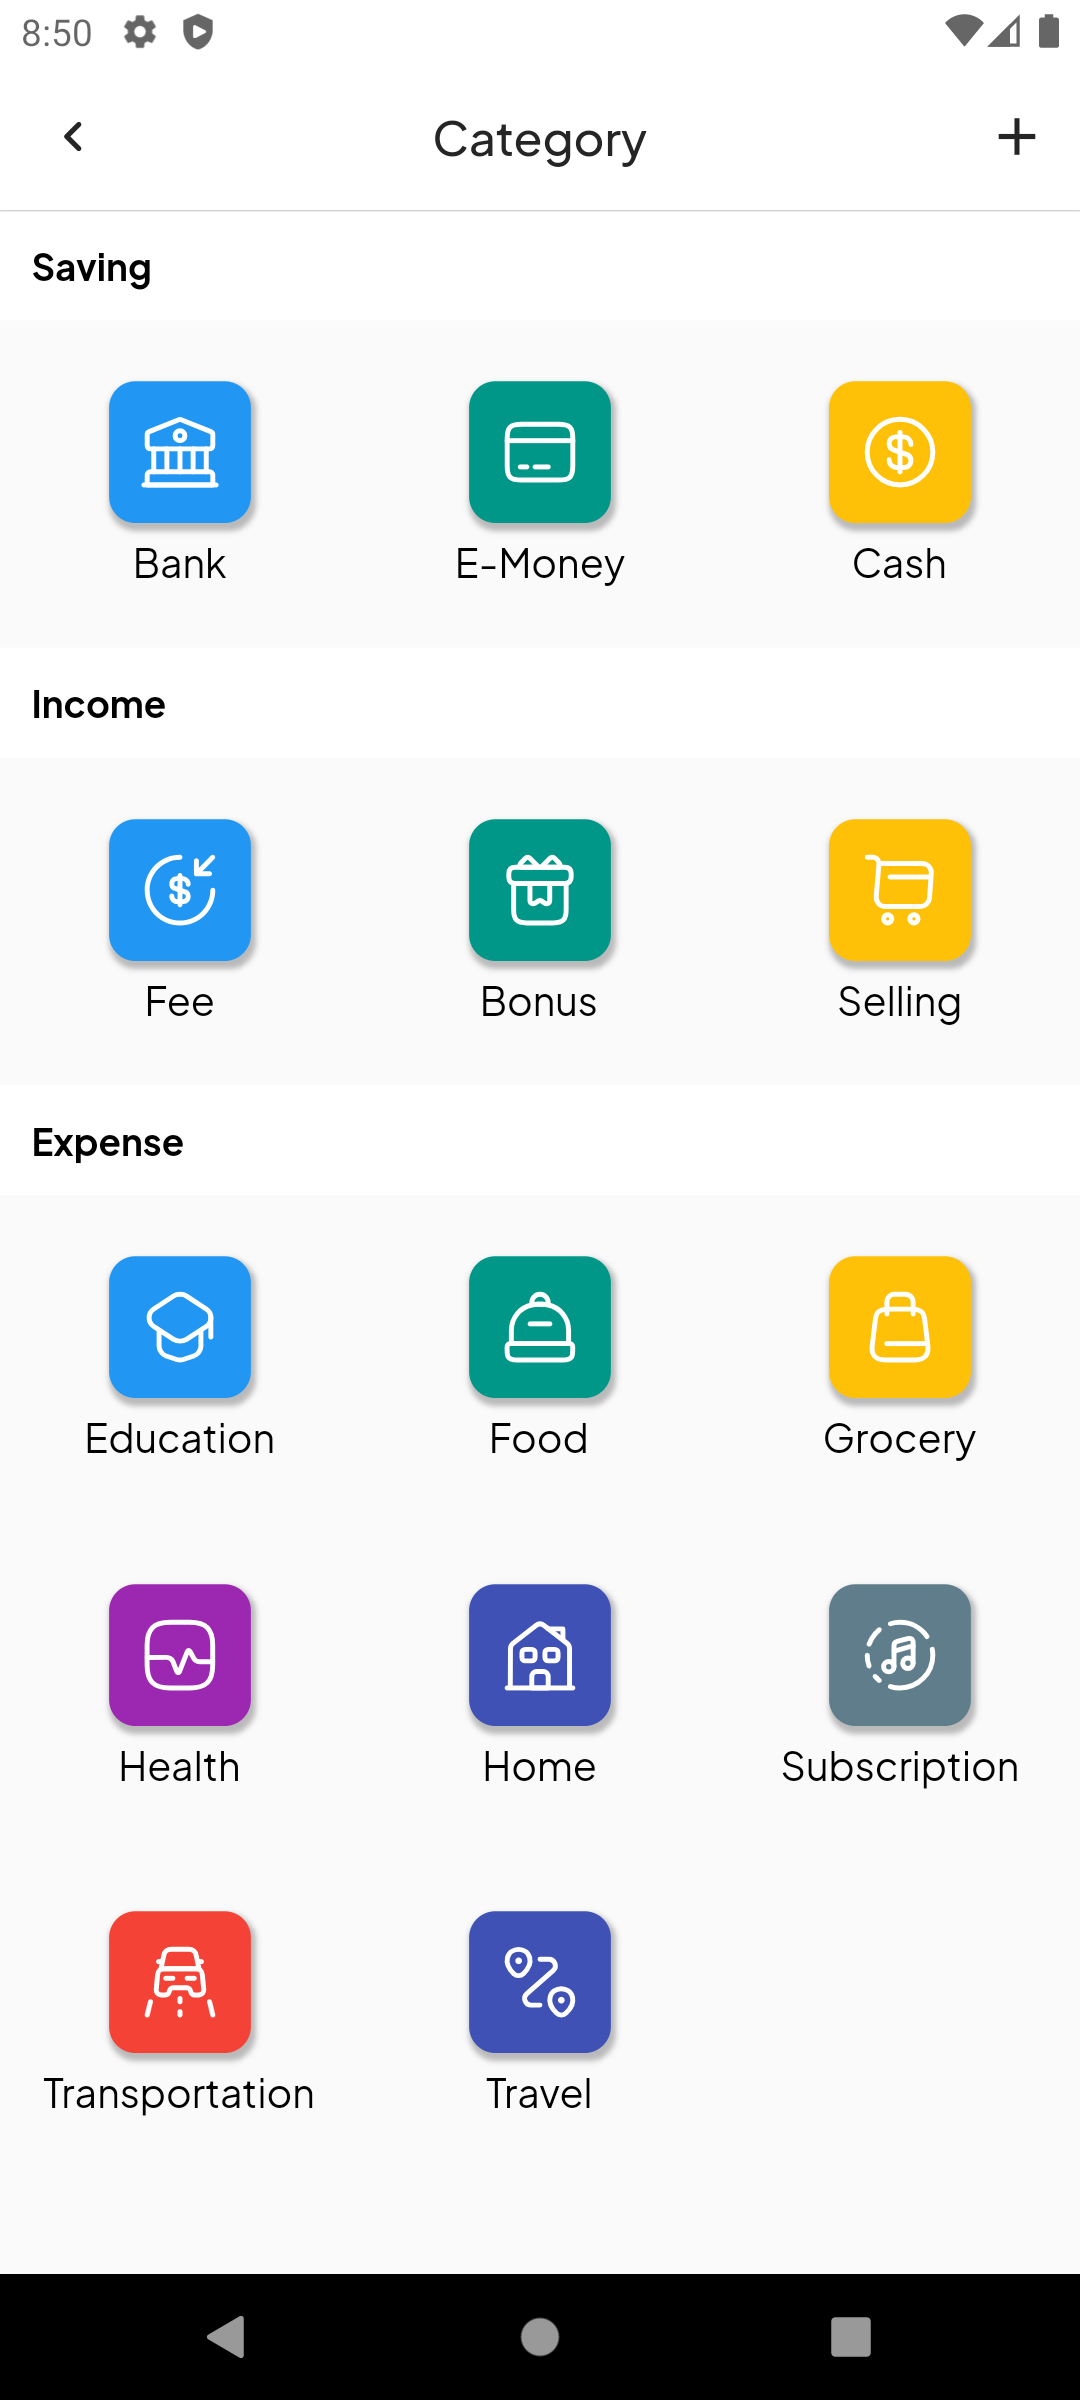 8:50
Category
Saving
Bank E-Money Cash
Income
Fee Bonus Selling
Expense
Education Food Grocery
Health Home Subscription
Transportation Travel